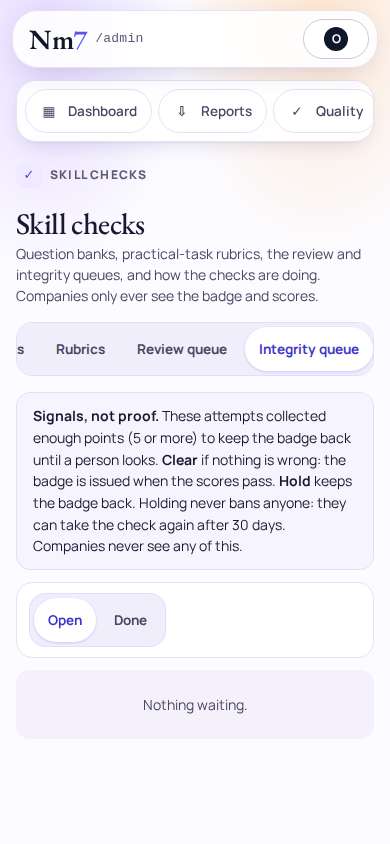 Nm7 /admin
O
Dashboard
Reports
Quality
SKILL CHECKS
Skill checks
Question banks, practical-task rubrics, the review and
integrity queues, and how the checks are doing.
Companies only ever see the badge and scores.
s
Rubrics
Review queue
Integrity queue
Signals, not proof. These attempts collected
enough points (5 or more) to keep the badge back
until a person looks. Clear if nothing is wrong: the
badge is issued when the scores pass. Hold keeps
the badge back. Holding never bans anyone: they
can take the check again after 30 days.
Companies never see any of this.
Open
Done
Nothing waiting.